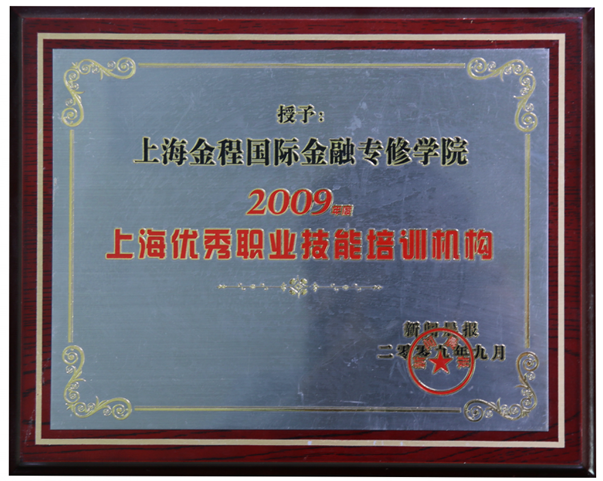 授予：
上海金程国际金融专修学院
2009年度
上海优秀职业技能培训机构
新闻晨报
二零零九年九月